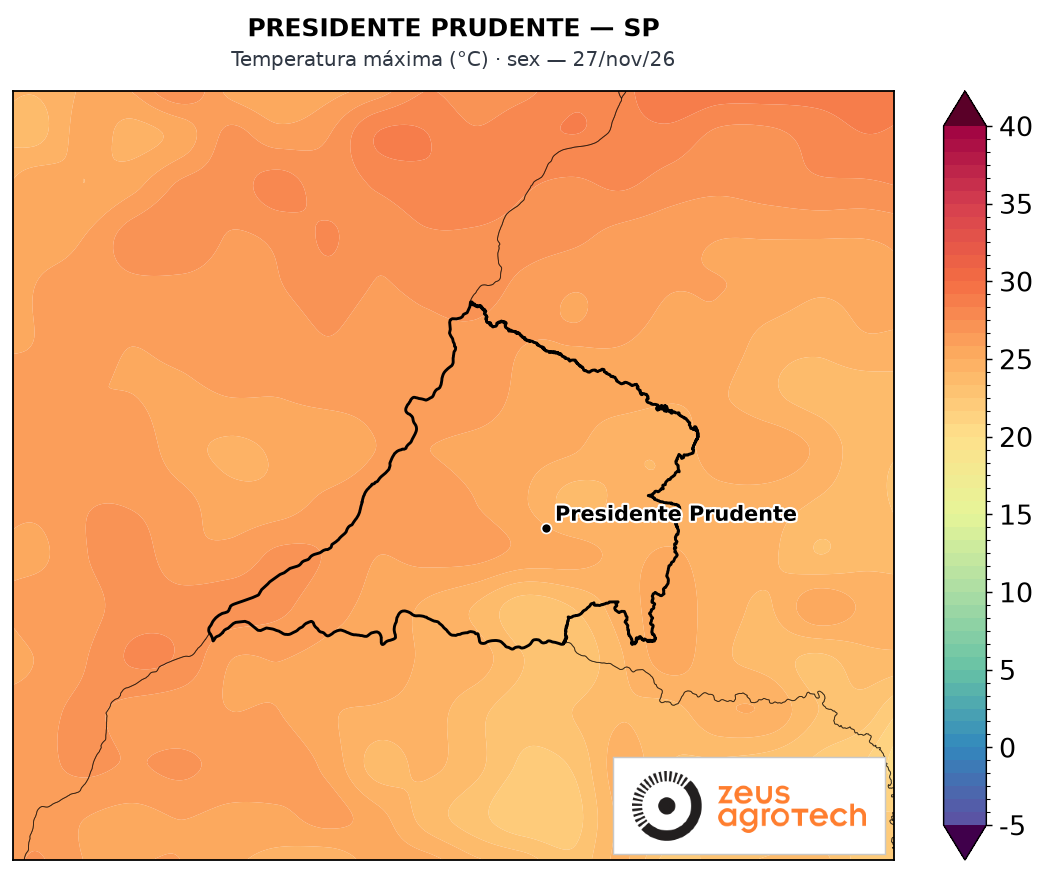 PRESIDENTE PRUDENTE — SP
Temperatura máxima (°C) · sex — 27/nov/26
40
35
30
25
20
15
10
5
0
-5
Presidente Prudente
zeus
agrotech